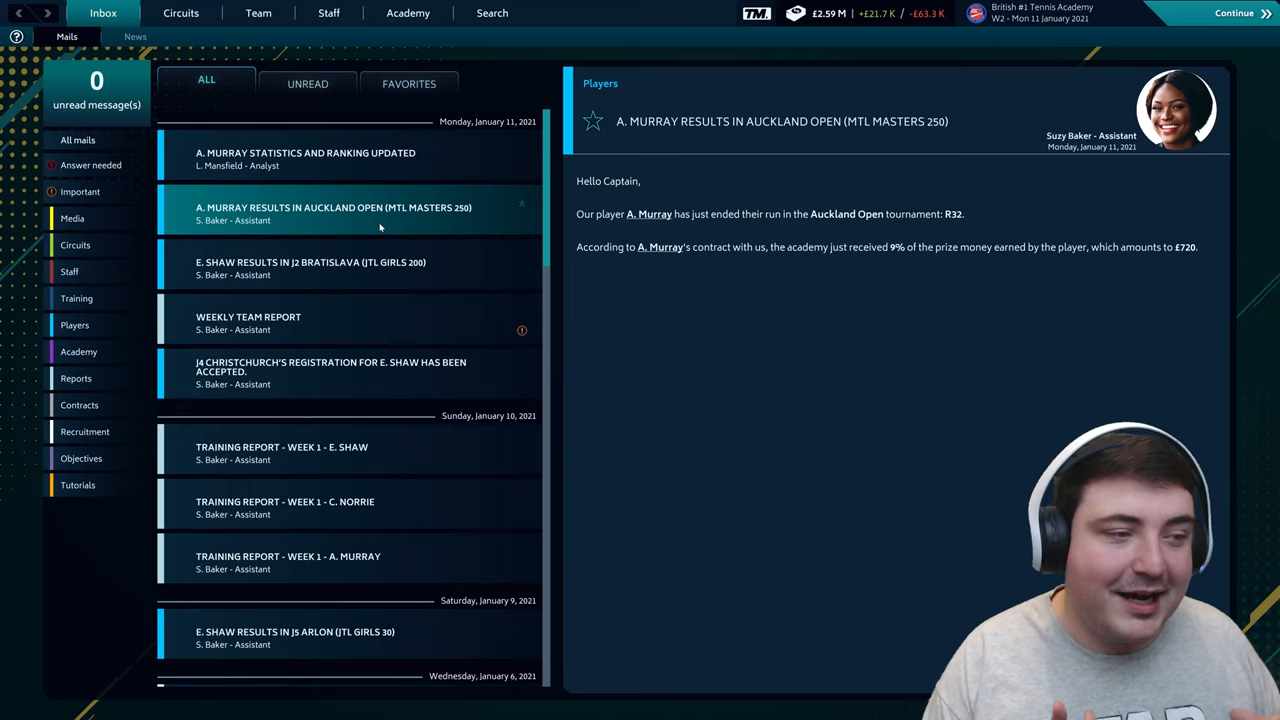 Inbox
Circuits
Team
Staff
Academy
Search
TM.
£2.59 M
+£21.7 K / -£63.3 K
British #1 Tennis Academy
W2 - Mon 11 January 2021
Continue
?
Mails
News
0
unread message(s)
All mails
Answer needed
Important
Media
Circuits
Staff
Training
Players
Academy
Reports
Contracts
Recruitment
Objectives
Tutorials
ALL
UNREAD
FAVORITES
Monday, January 11, 2021
A. MURRAY STATISTICS AND RANKING UPDATED
L. Mansfield - Analyst
A. MURRAY RESULTS IN AUCKLAND OPEN (MTL MASTERS 250)
S. Baker - Assistant
E. SHAW RESULTS IN J2 BRATISLAVA (JTL GIRLS 200)
S. Baker - Assistant
WEEKLY TEAM REPORT
S. Baker - Assistant
J4 CHRISTCHURCH'S REGISTRATION FOR E. SHAW HAS BEEN
ACCEPTED.
S. Baker - Assistant
Sunday, January 10, 2021
TRAINING REPORT - WEEK 1 - E. SHAW
S. Baker - Assistant
TRAINING REPORT - WEEK 1 - C. NORRIE
S. Baker - Assistant
TRAINING REPORT - WEEK 1 - A. MURRAY
S. Baker - Assistant
Saturday, January 9, 2021
E. SHAW RESULTS IN J5 ARLON (JTL GIRLS 30)
S. Baker - Assistant
Wednesday, January 6, 2021
Players
A. MURRAY RESULTS IN AUCKLAND OPEN (MTL MASTERS 250)
Suzy Baker - Assistant
Monday, January 11, 2021
Hello Captain,
Our player A. Murray has just ended their run in the Auckland Open tournament: R32.
According to A. Murray's contract with us, the academy just received 9% of the prize money earned by the player, which amounts to £720.